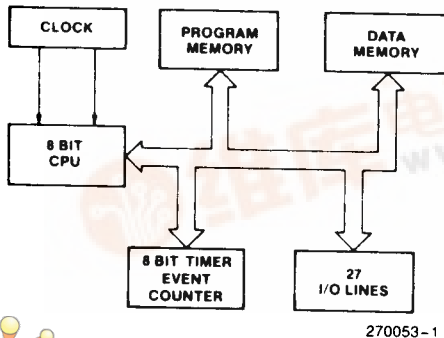 CLOCK
PROGRAM
MEMORY
DATA
MEMORY
8 BIT
CPU
8 BIT TIMER
EVENT
COUNTER
27
I/O LINES
270053-1